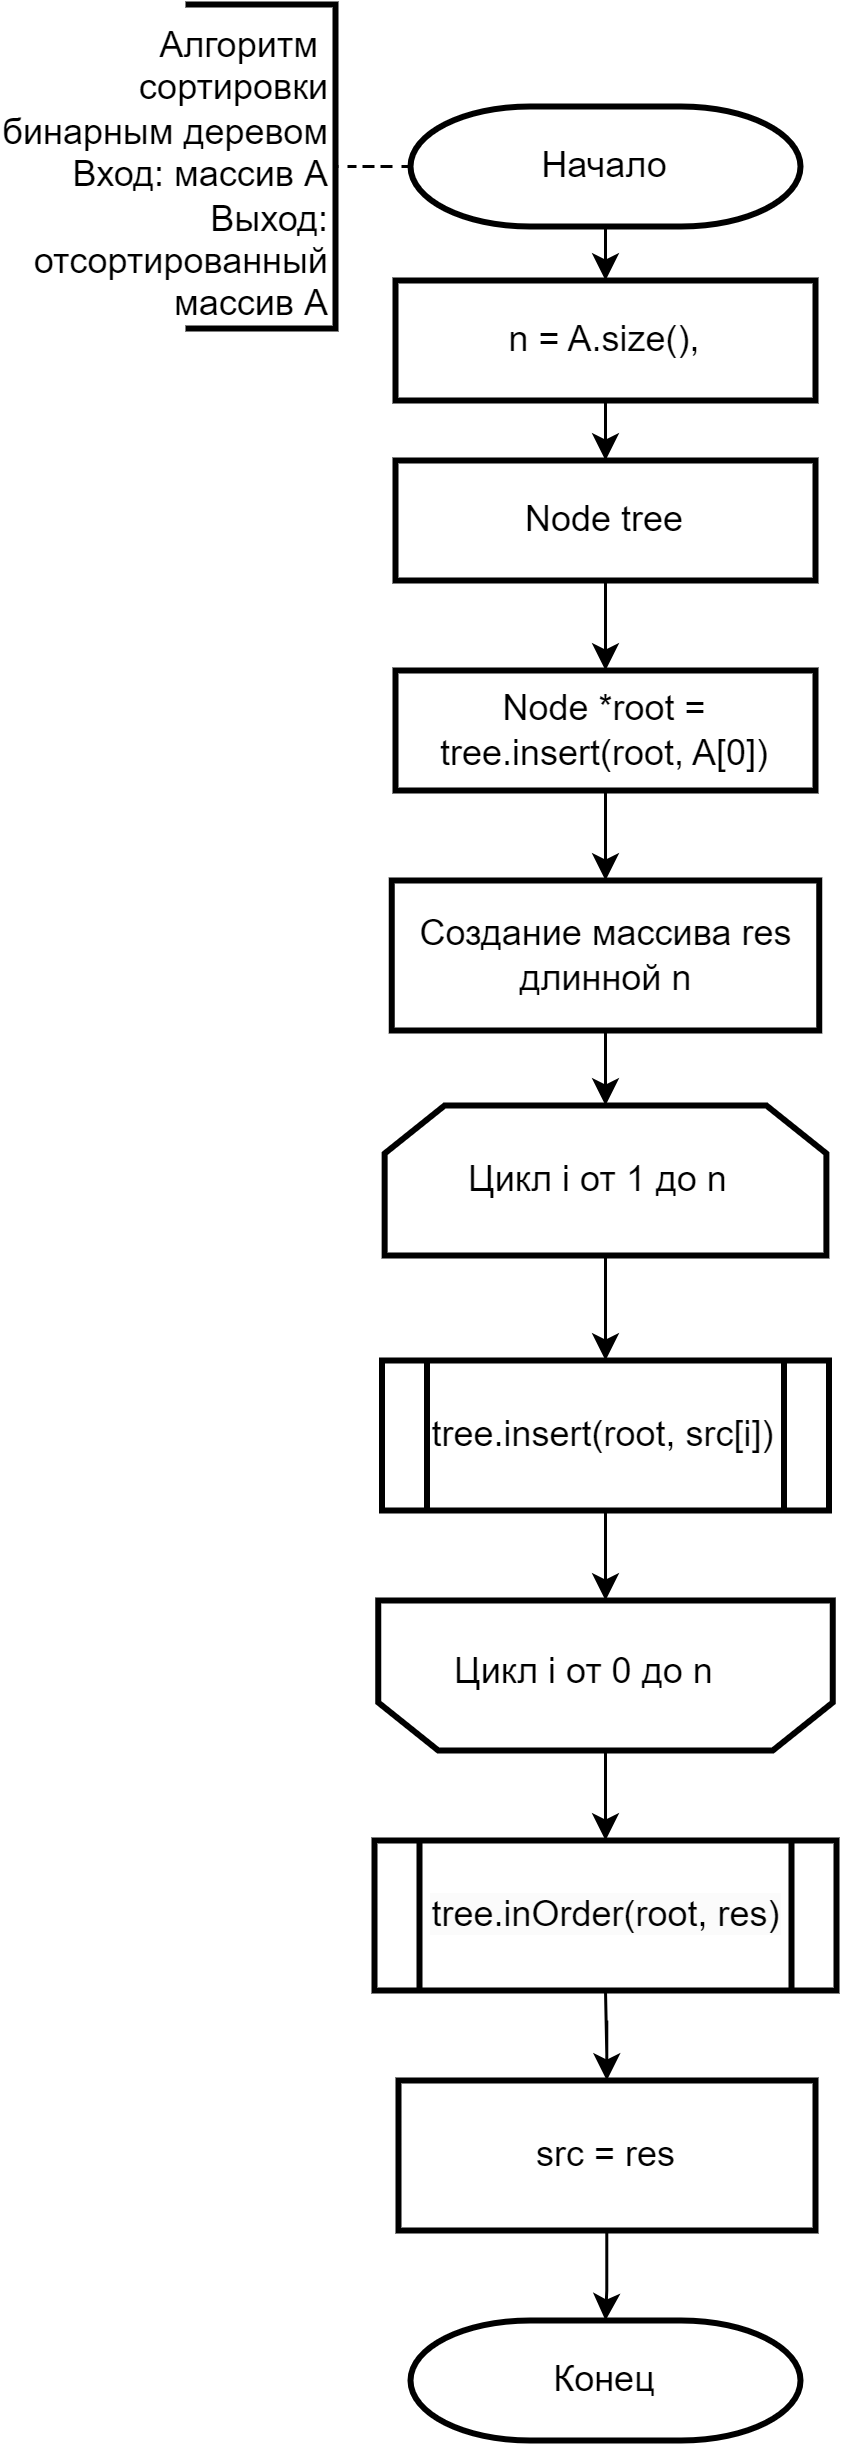 Алгоритм
сортировки
бинарным деревом
Вход: массив А
Выход:
отсортированный
массив А
Начало
n = A.size(),
Node tree
Node *root =
tree.insert(root, A[0])
Создание массива res
длинной n
Цикл i от 1 до n
tree.insert(root, src[i])
Цикл i от 0 до n
tree.inOrder(root, res)
src = res
Конец